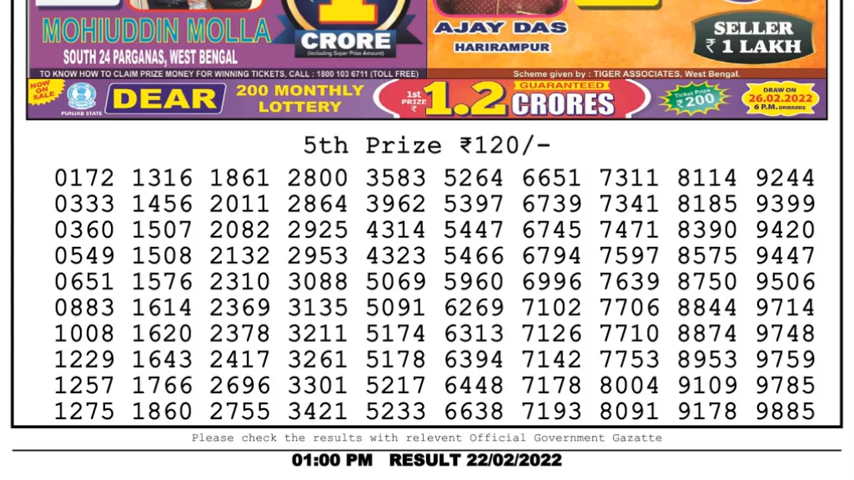 1
CRORE
(Including Super Prize Amount)
MOHIUDDIN MOLLA
SOUTH 24 PARGANAS, WEST BENGAL
AJAY DAS
HARIRAMPUR
SELLER
₹ 1 LAKH
TO KNOW HOW TO CLAIM PRIZE MONEY FOR WINNING TICKETS. CALL : 1800 103 6711 (TOLL FREE)
Scheme given by : TIGER ASSOCIATES, West Bengal.
NOW ON SALE
PUNJAB STATE
DEAR
200 MONTHLY
LOTTERY
1st
PRIZE
₹
1.2
GUARANTEED
CRORES
Ticket Price
₹200
DRAW ON
26.02.2022
6 P.M. ONWARDS
5th Prize ₹120/-
0172 1316 1861 2800 3583 5264 6651 7311 8114 9244
0333 1456 2011 2864 3962 5397 6739 7341 8185 9399
0360 1507 2082 2925 4314 5447 6745 7471 8390 9420
0549 1508 2132 2953 4323 5466 6794 7597 8575 9447
0651 1576 2310 3088 5069 5960 6996 7639 8750 9506
0883 1614 2369 3135 5091 6269 7102 7706 8844 9714
1008 1620 2378 3211 5174 6313 7126 7710 8874 9748
1229 1643 2417 3261 5178 6394 7142 7753 8953 9759
1257 1766 2696 3301 5217 6448 7178 8004 9109 9785
1275 1860 2755 3421 5233 6638 7193 8091 9178 9885
Please check the results with relevent Official Government Gazatte
01:00 PM RESULT 22/02/2022